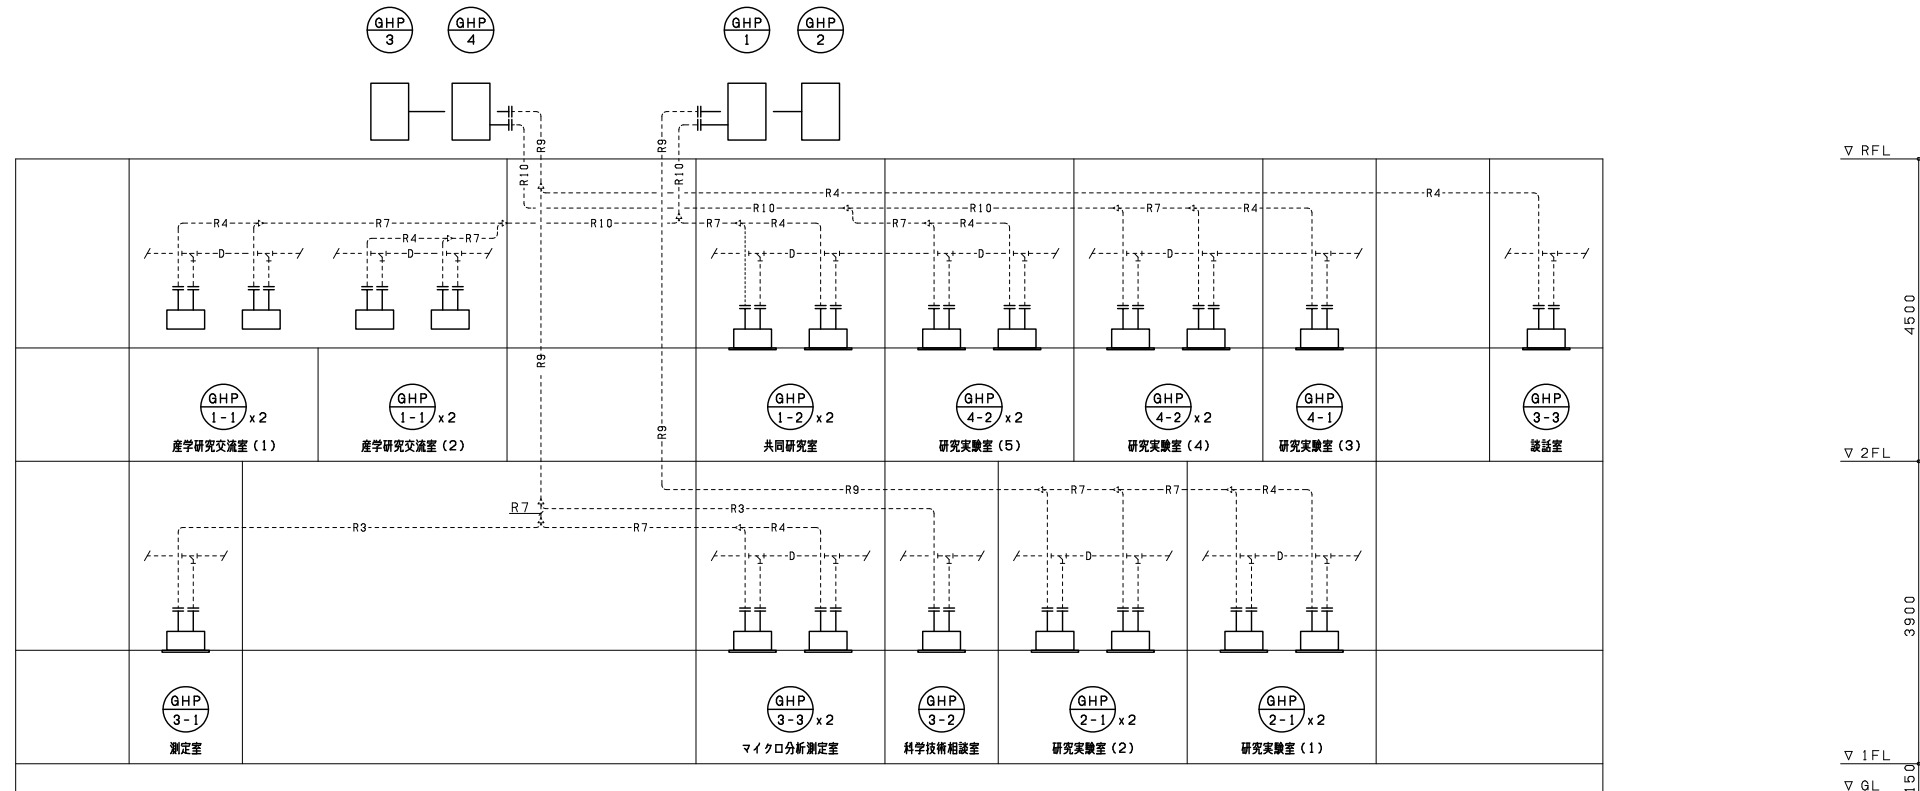 GHP 3 GHP 4 GHP 1 GHP 2
R9 R9
R10 R10
▽ RFL
R4 R4
R10 R10 R7 R4
R4 R7 R10 R7 R4 R7 R4
R4 R7
D D D D D
4500
R9
GHP 1-1 x2 GHP 1-1 x2 GHP 1-2 x2 GHP 4-2 x2 GHP 4-2 x2 GHP 4-1 GHP 3-3
R9
産学研究交流室(1) 産学研究交流室(2) 共同研究室 研究実験室(5) 研究実験室(4) 研究実験室(3) 談話室
▽ 2FL
R9 R7 R7 R4
R7 R3
R3 R7 R4
D D D
3900
GHP 3-1 GHP 3-3 x2 GHP 3-2 GHP 2-1 x2 GHP 2-1 x2
測定室 マイクロ分析測定室 科学技術相談室 研究実験室(2) 研究実験室(1)
▽ 1FL
150
▽ GL